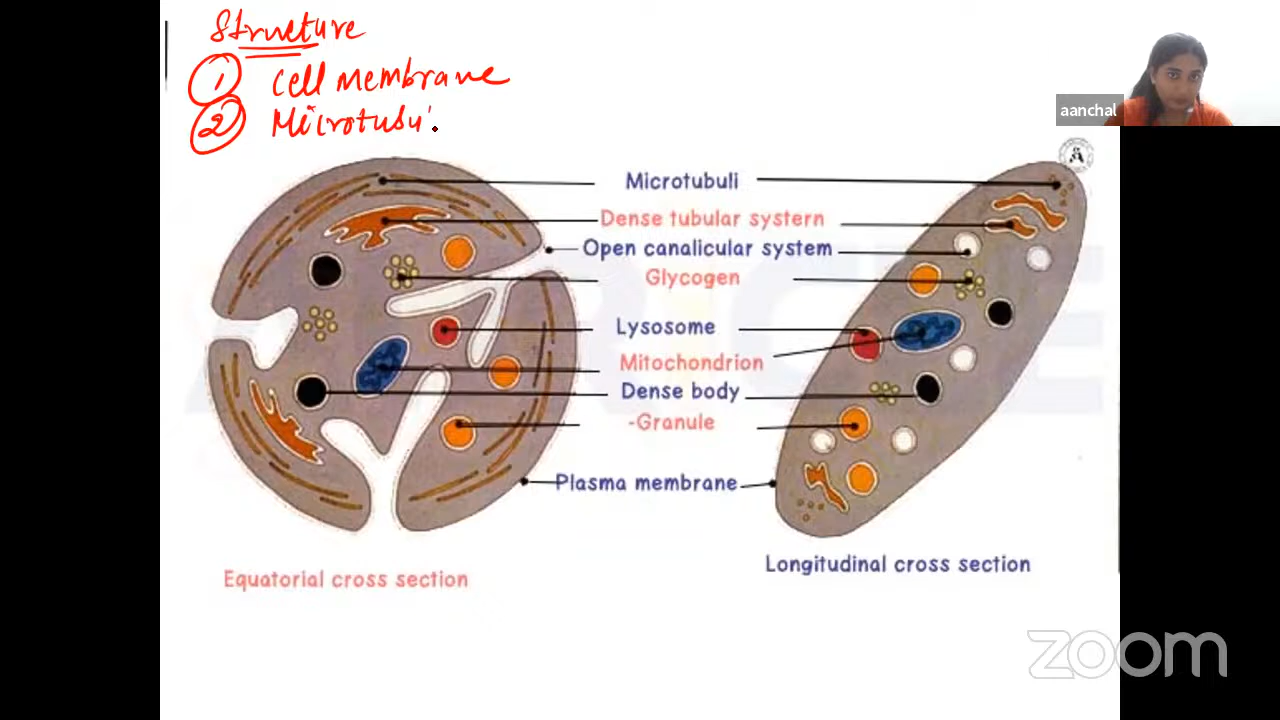 Structure
1 Cell membrane
2 Microtubu
aanchal
A
Microtubuli
Dense tubular systern
Open canalicular system
Glycogen
Lysosome
Mitochondrion
Dense body
-Granule
Plasma membrane
Equatorial cross section
Longitudinal cross section
zoom